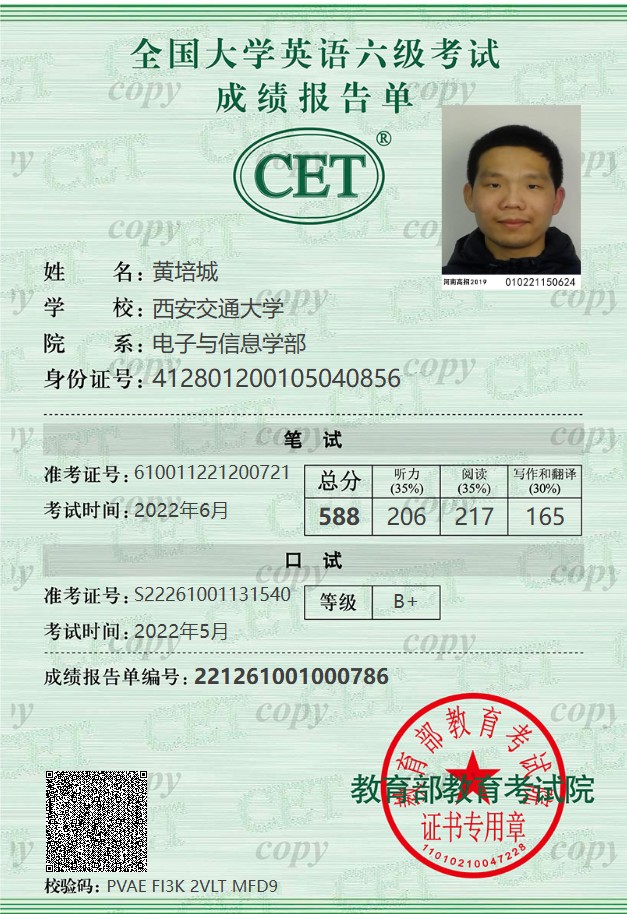 全国大学英语六级考试
成绩报告单
CET®
河南高招2019 010221150624
姓 名：黄培城
学 校：西安交通大学
院 系：电子与信息学部
身份证号：412801200105040856
笔 试
准考证号：610011221200721
考试时间：2022年6月
总分 听力(35%) 阅读(35%) 写作和翻译(30%)
588 206 217 165
口 试
准考证号：S22261001131540
考试时间：2022年5月
等级 B+
成绩报告单编号：221261001000786
教育部教育考试院
教育部教育考试院
证书专用章
11010210047228
校验码：PVAE FI3K 2VLT MFD9
copy